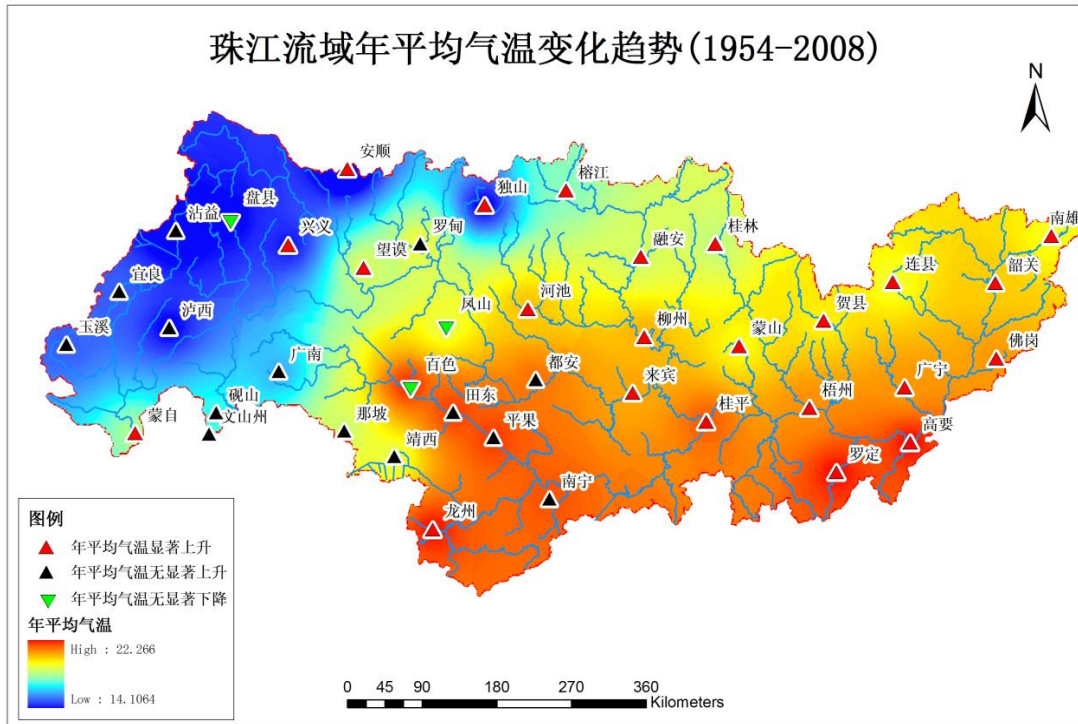 珠江流域年平均气温变化趋势(1954-2008)
N
安顺
榕江
独山
盘县
沾益
兴义
罗甸
望谟
融安
桂林
南雄
连县
韶关
宜良
泸西
凤山
河池
贺县
玉溪
柳州
蒙山
佛岗
广南
百色
都安
来宾
广宁
砚山
田东
桂平
梧州
蒙自
文山州
那坡
平果
高要
靖西
罗定
南宁
龙州
图例
年平均气温显著上升
年平均气温无显著上升
年平均气温无显著下降
年平均气温
High : 22.266
Low : 14.1064
0 45 90 180 270 360
Kilometers